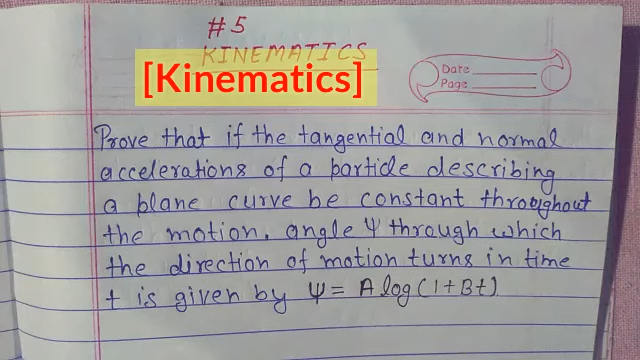 #5
KINEMATICS
[Kinematics]
Date
Page
Prove that if the tangential and normal
accelerations of a particle describing
a plane curve be constant throughout
the motion, angle ψ through which
the direction of motion turns in time
t is given by ψ = A log (1+Bt)